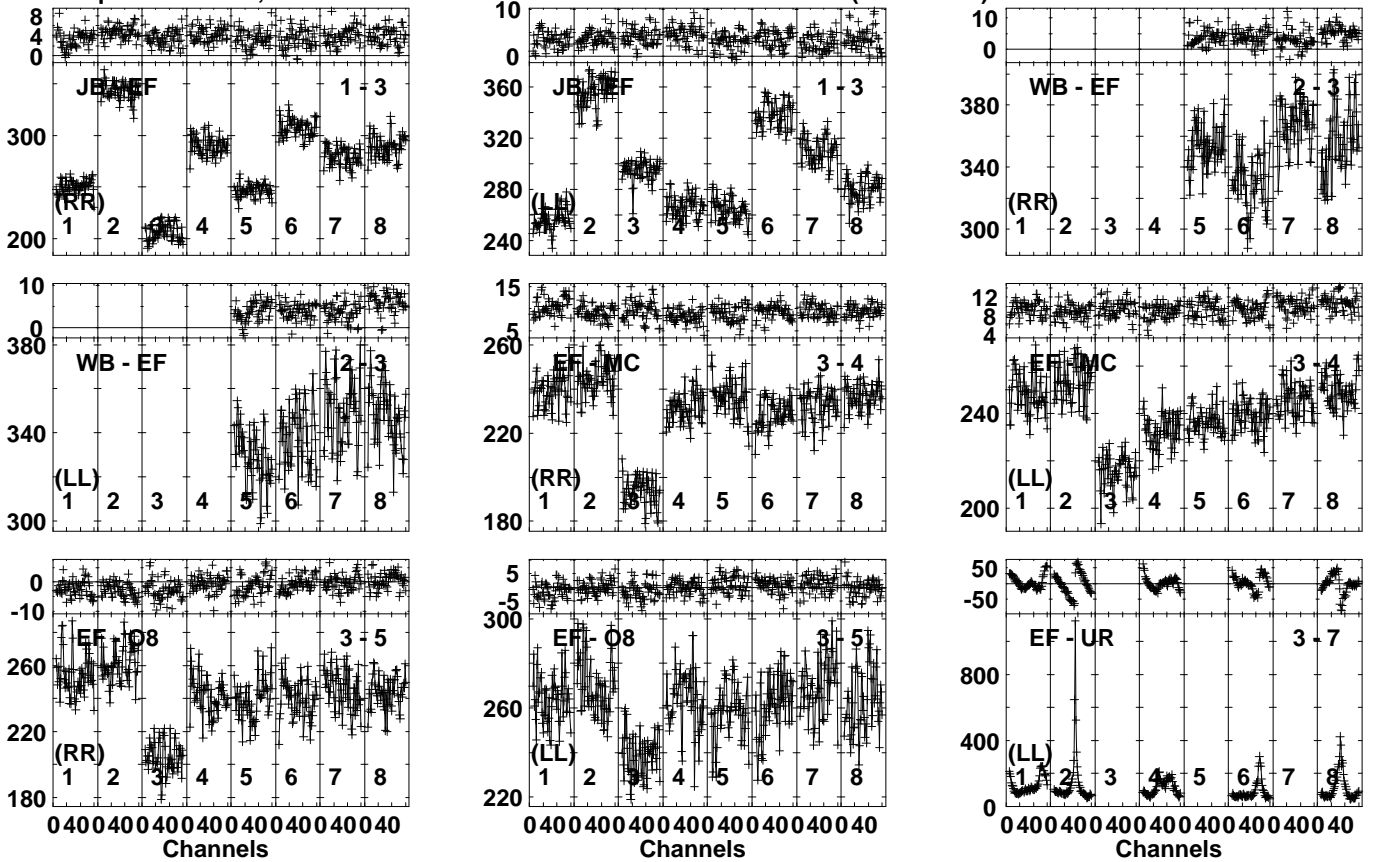 8
4
0
JB - EF 1 - 3
300
200
(RR)
1 2 3 4 5 6 7 8
10
0
JB - EF 1 - 3
360
320
280
240
(LL)
1 2 3 4 5 6 7 8
10
0
WB - EF 2 - 3
380
340
300
(RR)
1 2 3 4 5 6 7 8
10
0
380
WB - EF 2 - 3
340
300
(LL)
1 2 3 4 5 6 7 8
15
5
260
EF - MC 3 - 4
220
180
(RR)
1 2 3 4 5 6 7 8
12
8
4
EF - MC 3 - 4
240
200
(LL)
1 2 3 4 5 6 7 8
0
-10
EF - O8 3 - 5
260
220
180
(RR)
1 2 3 4 5 6 7 8
0 40 0 40 0 40 0 40 0 40 0 40 0 40 0 40
Channels
5
-5
300
EF - O8 3 - 5
260
220
(LL)
1 2 3 4 5 6 7 8
0 40 0 40 0 40 0 40 0 40 0 40 0 40 0 40
Channels
50
-50
EF - UR 3 - 7
800
400
0
(LL)
1 2 3 4 5 6 7 8
0 40 0 40 0 40 0 40 0 40 0 40 0 40 0 40
Channels